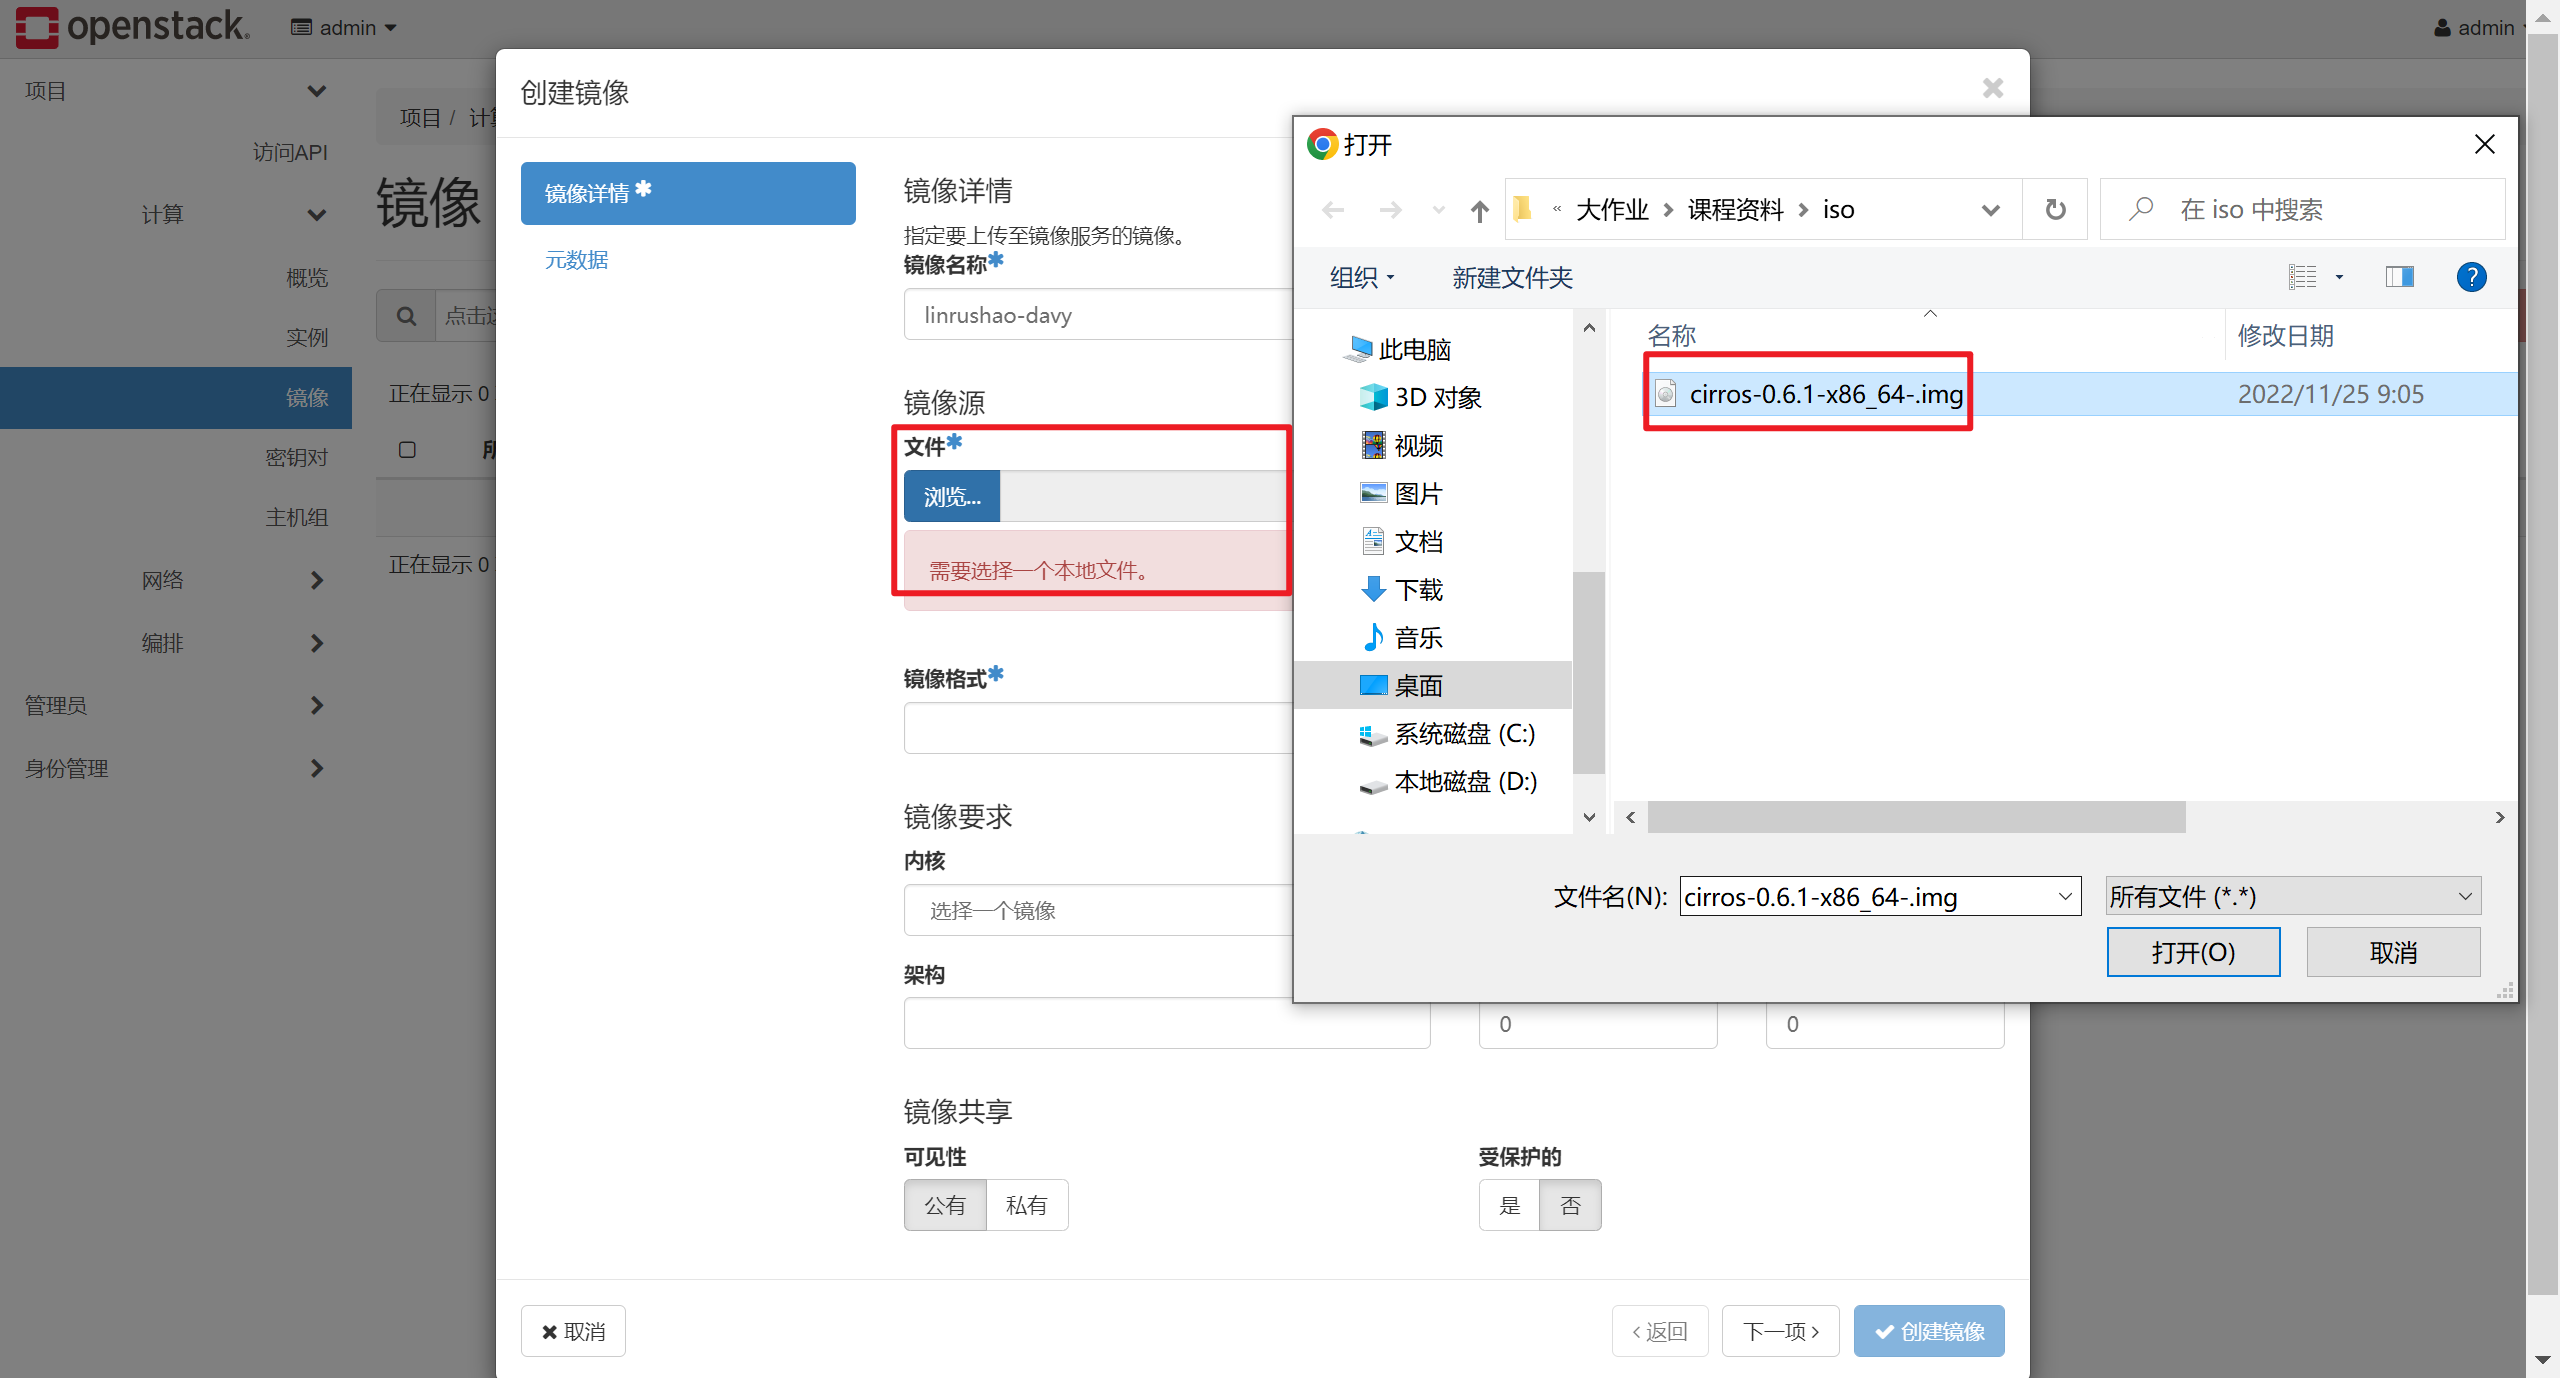 openstack.
admin
admin
项目
访问API
计算
概览
实例
镜像
密钥对
主机组
网络
编排
管理员
身份管理
项目 /
镜像
正在显示 0
正在显示 0
创建镜像
镜像详情
元数据
镜像详情
指定要上传至镜像服务的镜像。
镜像名称
linrushao-davy
镜像源
文件
浏览...
需要选择一个本地文件。
镜像格式
镜像要求
内核
选择一个镜像
架构
0
0
镜像共享
可见性
公有
私有
受保护的
是
否
取消
‹ 返回
下一项 ›
创建镜像
打开
« 大作业 › 课程资料 › iso
在 iso 中搜索
组织
新建文件夹
此电脑
3D 对象
视频
图片
文档
下载
音乐
桌面
系统磁盘 (C:)
本地磁盘 (D:)
名称
修改日期
cirros-0.6.1-x86_64-.img
2022/11/25 9:05
文件名(N):
cirros-0.6.1-x86_64-.img
所有文件 (*.*)
打开(O)
取消